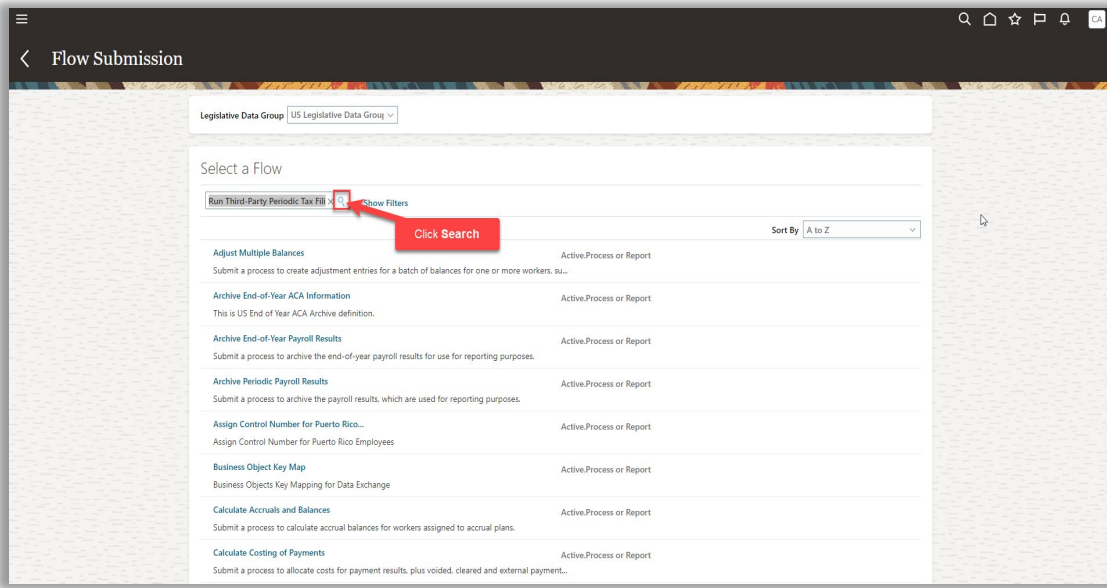 CA
Flow Submission
Legislative Data Group US Legislative Data Grou
Select a Flow
Run Third-Party Periodic Tax Fili
Show Filters
Click Search
Sort By A to Z
Adjust Multiple Balances
Active.Process or Report
Submit a process to create adjustment entries for a batch of balances for one or more workers, su...
Archive End-of-Year ACA Information
Active.Process or Report
This is US End of Year ACA Archive definition.
Archive End-of-Year Payroll Results
Active.Process or Report
Submit a process to archive the end-of-year payroll results for use for reporting purposes.
Archive Periodic Payroll Results
Active.Process or Report
Submit a process to archive the payroll results, which are used for reporting purposes.
Assign Control Number for Puerto Rico...
Active.Process or Report
Assign Control Number for Puerto Rico Employees
Business Object Key Map
Active.Process or Report
Business Objects Key Mapping for Data Exchange
Calculate Accruals and Balances
Active.Process or Report
Submit a process to calculate accrual balances for workers assigned to accrual plans.
Calculate Costing of Payments
Active.Process or Report
Submit a process to allocate costs for payment results, plus voided, cleared and external payment...